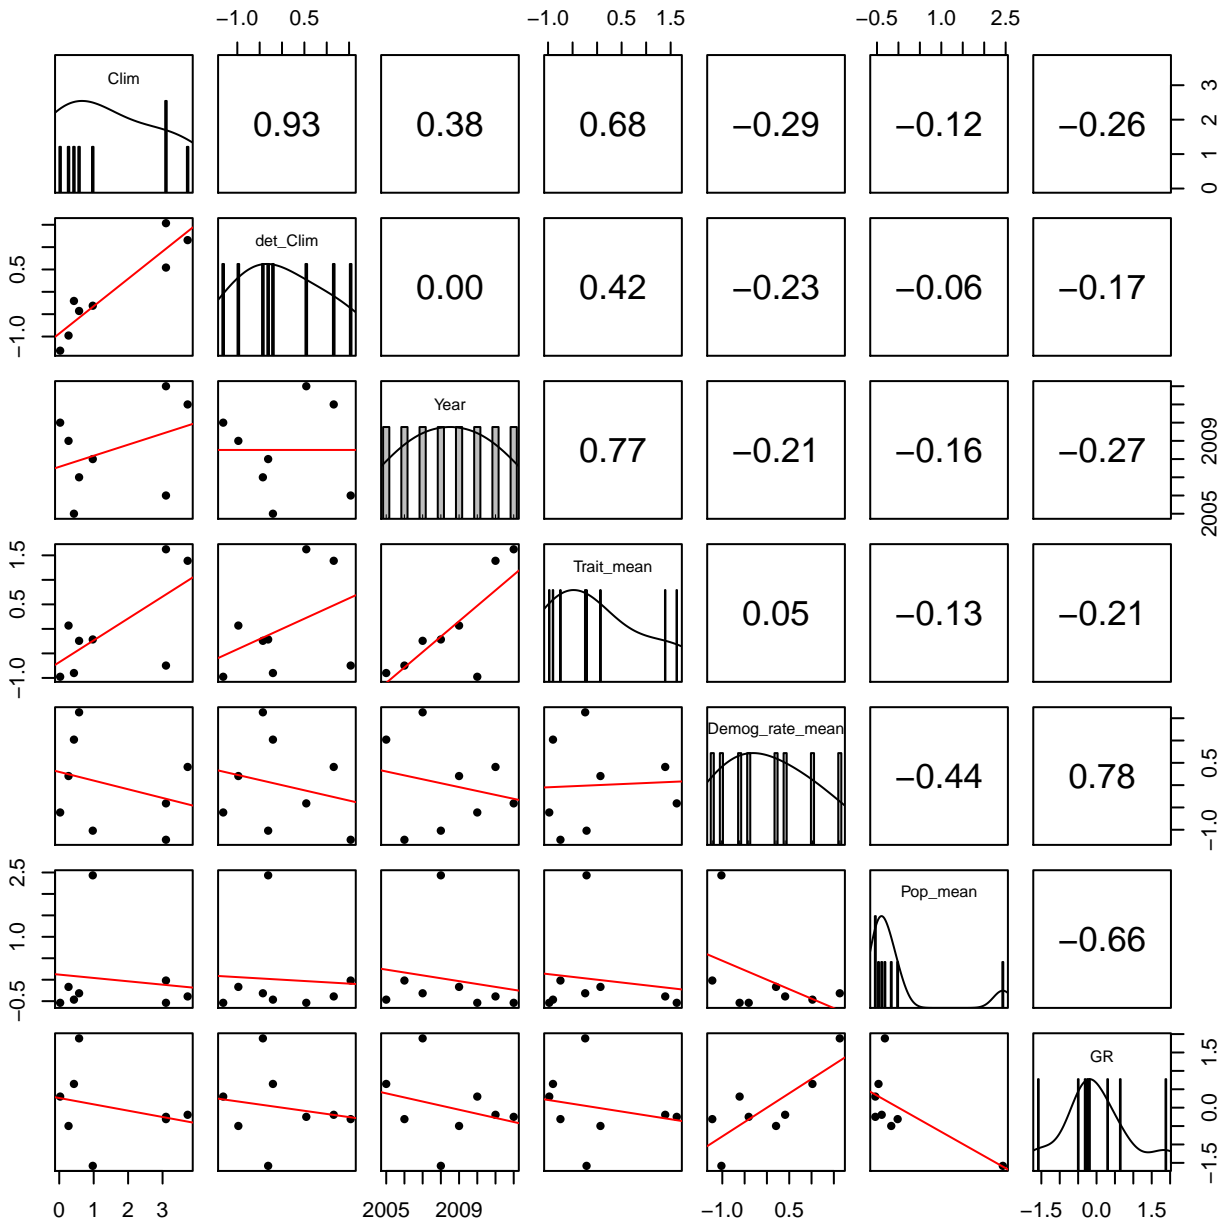 −1.0 0.5 −1.0 0.5 1.5 −0.5 1.0 2.5
Clim 0.93 0.38 0.68 −0.29 −0.12 −0.26 0 1 2 3
−1.0 0.5 det_Clim 0.00 0.42 −0.23 −0.06 −0.17
Year 0.77 −0.21 −0.16 −0.27 2005 2009
−1.0 0.5 1.5 Trait_mean 0.05 −0.13 −0.21
Demog_rate_mean −0.44 0.78 −1.0 0.5
−0.5 1.0 2.5 Pop_mean −0.66
GR −1.5 0.0 1.5
0 1 2 3 2005 2009 −1.0 0.5 −1.5 0.0 1.5